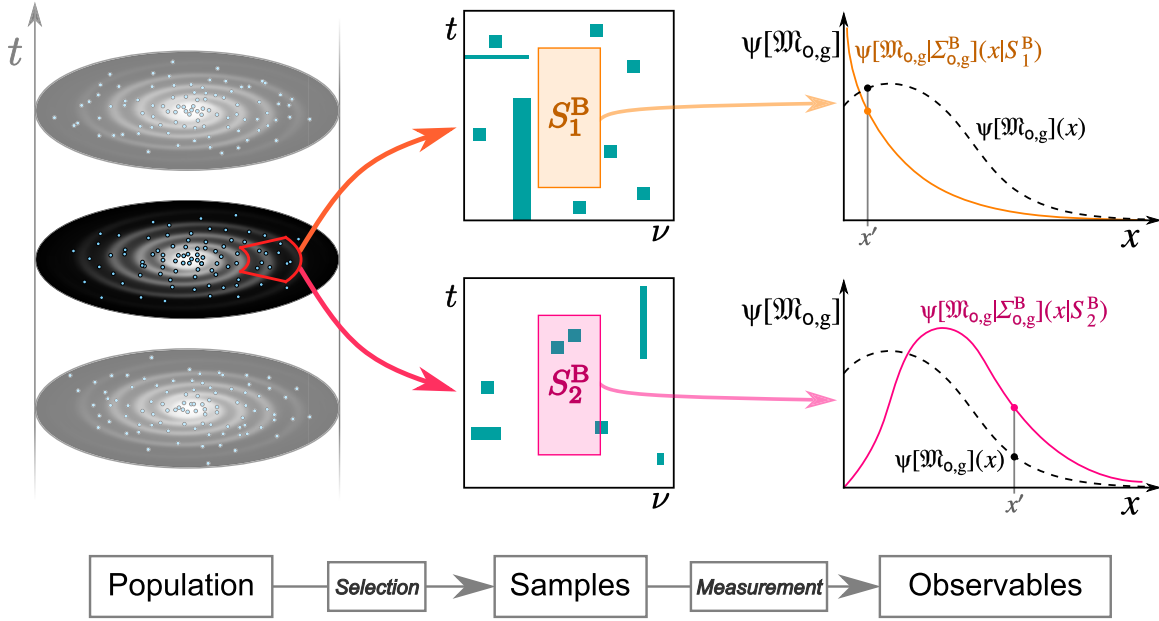 t
t
S₁ᴮ
ν
ψ[𝔐ₒ,g]
ψ[𝔐ₒ,g|Σᴮₒ,g](x|S₁ᴮ)
ψ[𝔐ₒ,g](x)
x′
x
t
S₂ᴮ
ν
ψ[𝔐ₒ,g]
ψ[𝔐ₒ,g|Σᴮₒ,g](x|S₂ᴮ)
ψ[𝔐ₒ,g](x)
x′
x
Population
Selection
Samples
Measurement
Observables